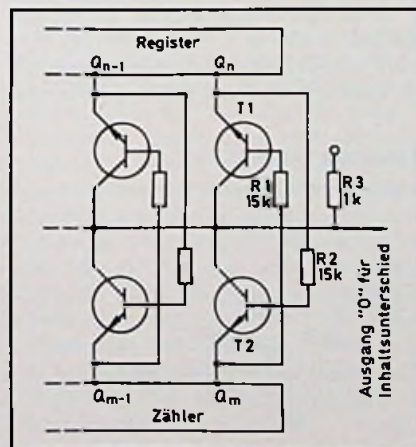 Register
Qn-1
Qn
T1
R1
15k
R3
1k
R2
15k
T2
Ausgang "0" für
Inhaltsunterschied
Qm-1
Qm
Zähler